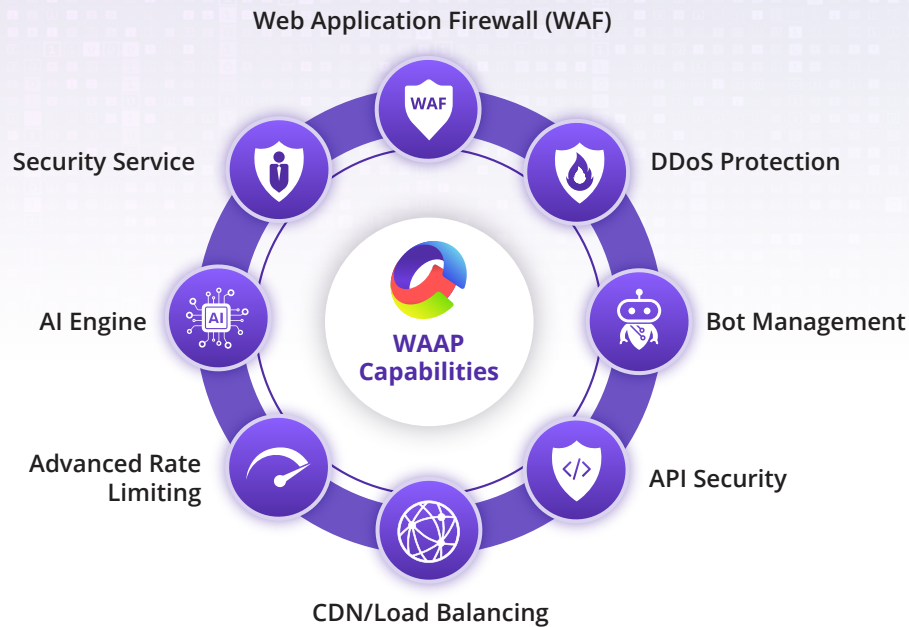 Web Application Firewall (WAF)
WAF
Security Service
DDoS Protection
AI Engine
AI
WAAP
Capabilities
Bot Management
Advanced Rate
Limiting
</>
API Security
CDN/Load Balancing